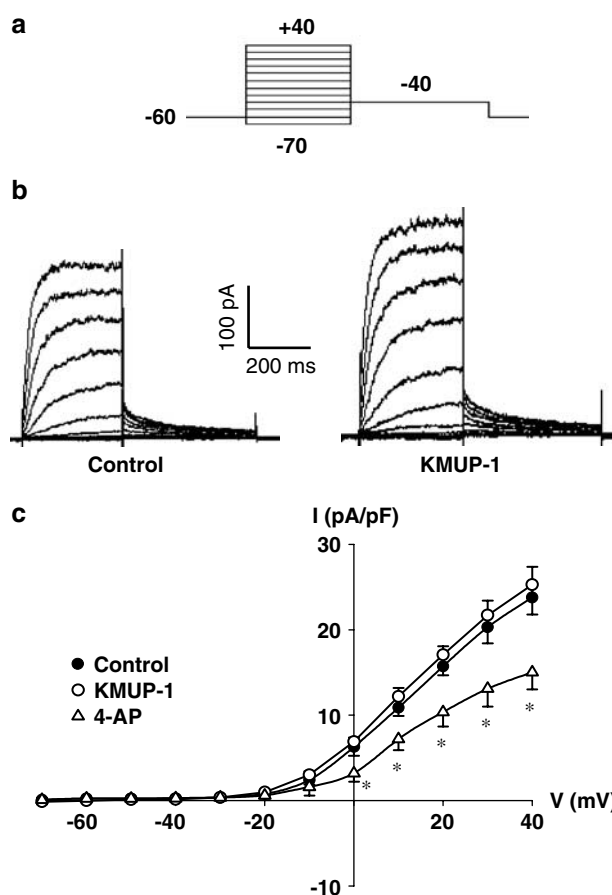 a
+40
-40
-60
-70
b
100 pA
200 ms
Control
KMUP-1
c
I (pA/pF)
30
20
10
-10
Control
KMUP-1
4-AP
* * * * *
-60 -40 -20 20 40
V (mV)